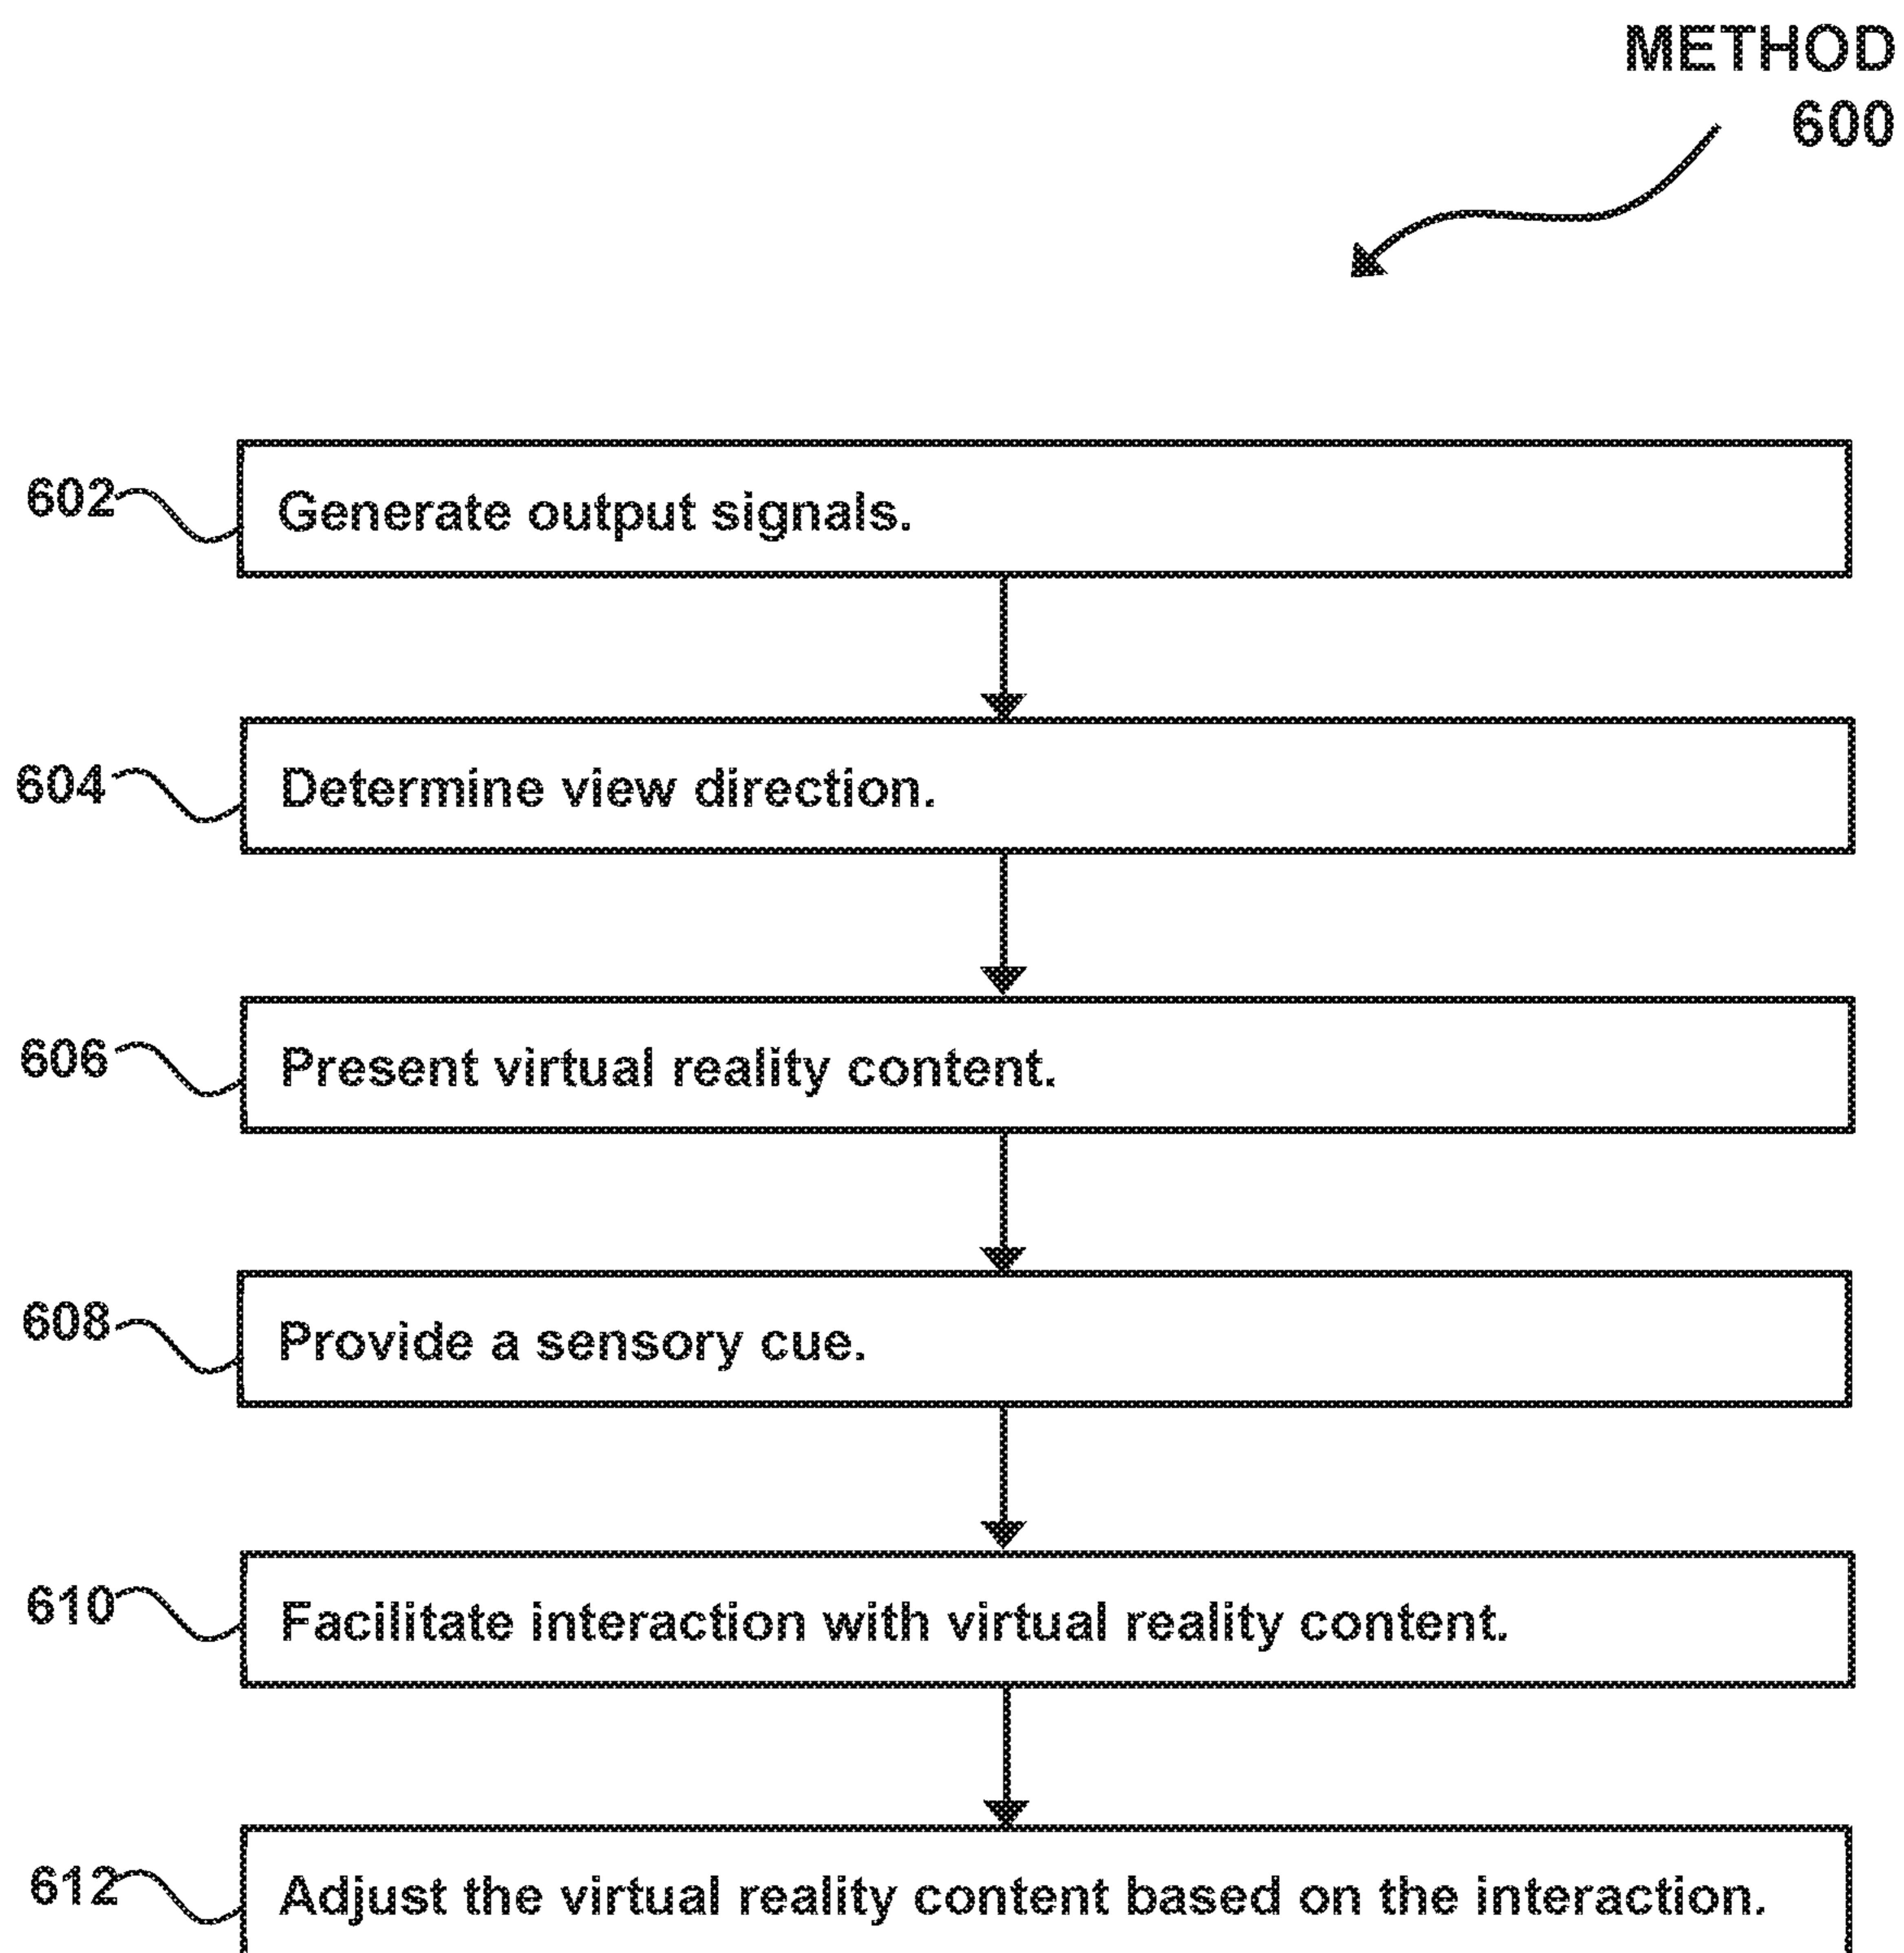 METHOD
600
602
Generate output signals.
604
Determine view direction.
606
Present virtual reality content.
608
Provide a sensory cue.
610
Facilitate interaction with virtual reality content.
612
Adjust the virtual reality content based on the interaction.